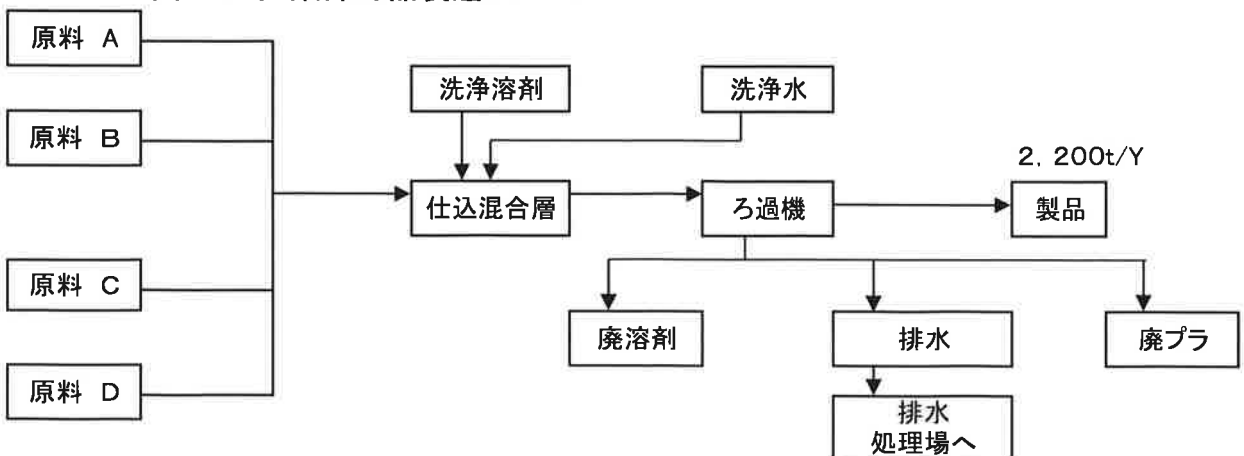 原料 A
洗浄溶剤
洗浄水
原料 B
2, 200t/Y
仕込混合層
ろ過機
製品
原料 C
廃溶剤
排水
廃プラ
原料 D
排水
処理場へ